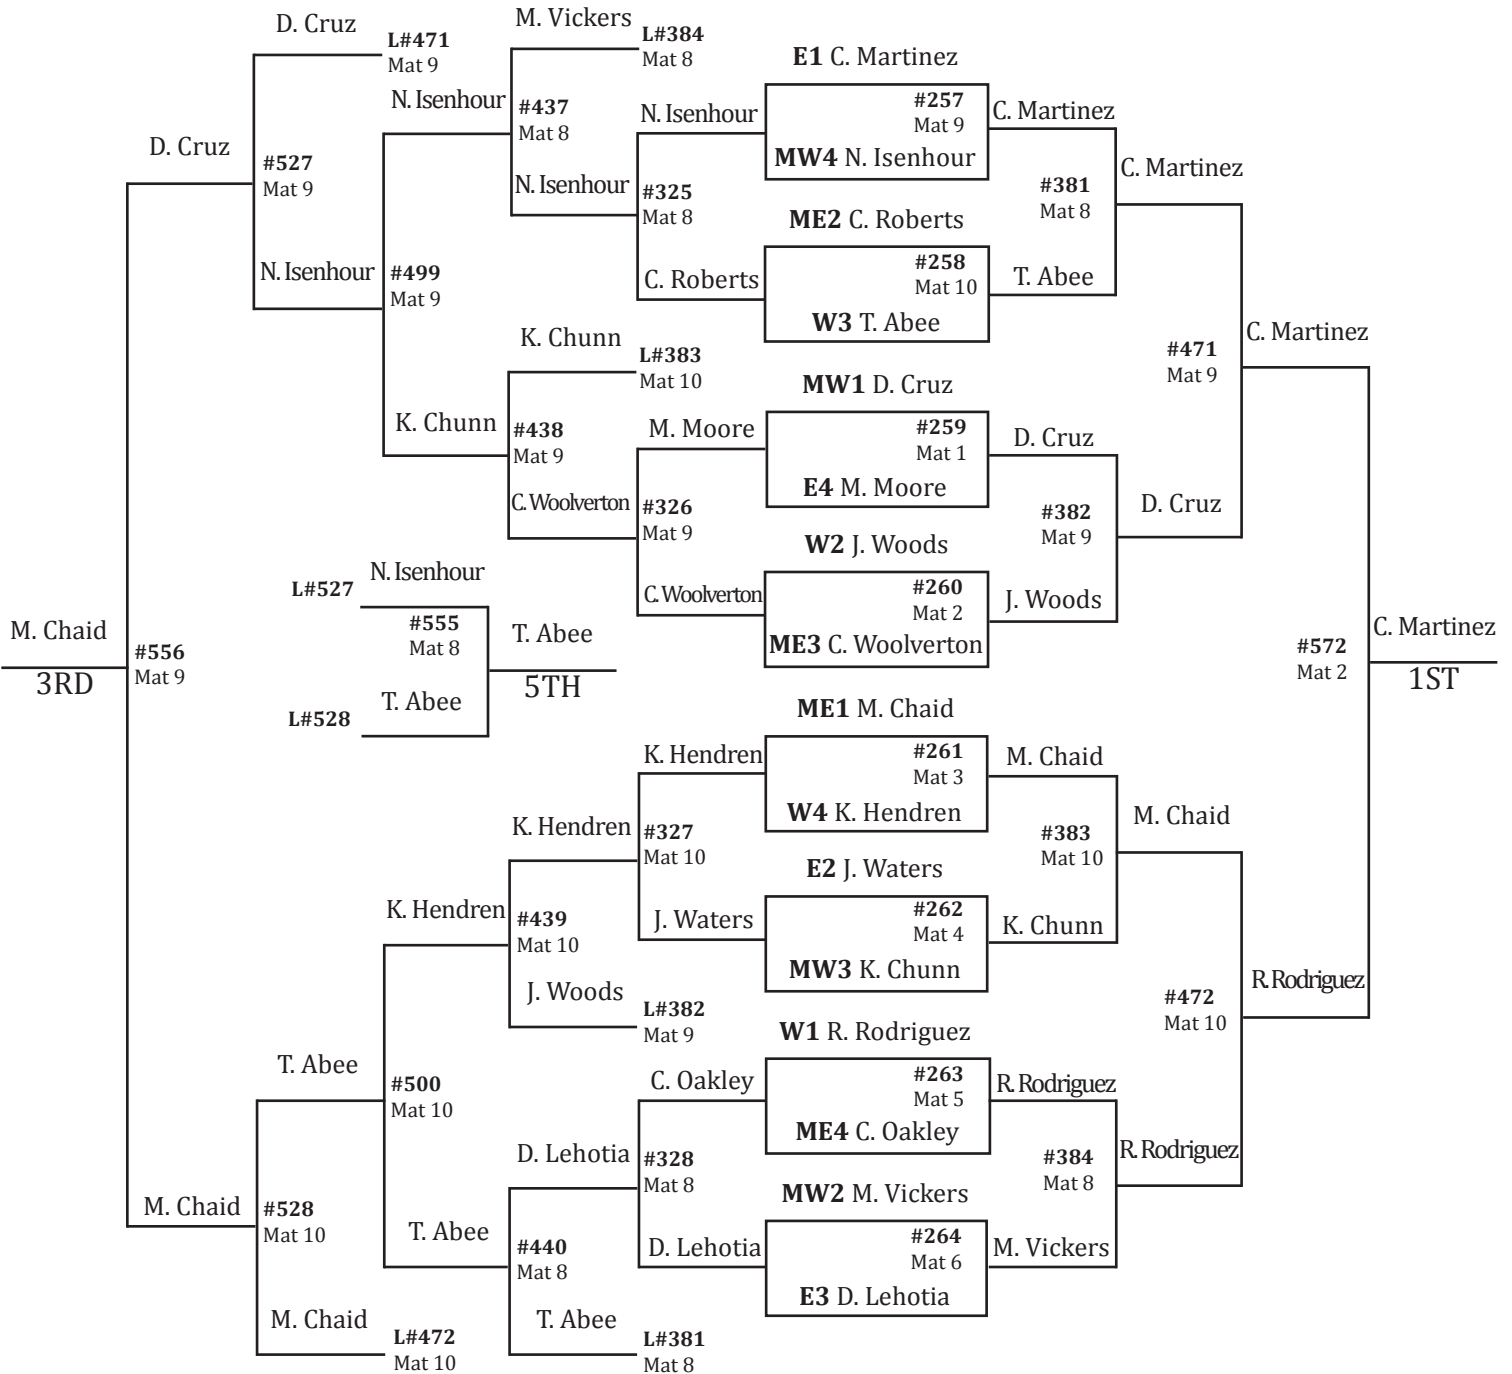 D. Cruz
L#471
Mat 9
D. Cruz
#527
Mat 9
N. Isenhour
M. Vickers
L#384
Mat 8
N. Isenhour
#437
Mat 8
N. Isenhour
#499
Mat 9
K. Chunn
L#383
Mat 10
K. Chunn
#438
Mat 9
C. Woolverton
N. Isenhour
#325
Mat 8
C. Roberts
M. Moore
#326
Mat 9
C. Woolverton
E1 C. Martinez
#257
Mat 9
MW4 N. Isenhour
ME2 C. Roberts
#258
Mat 10
W3 T. Abee
MW1 D. Cruz
#259
Mat 1
E4 M. Moore
W2 J. Woods
#260
Mat 2
ME3 C. Woolverton
C. Martinez
#381
Mat 8
T. Abee
C. Martinez
D. Cruz
#382
Mat 9
J. Woods
D. Cruz
#471
Mat 9
C. Martinez
L#527
N. Isenhour
#555
Mat 8
T. Abee
L#528
T. Abee
5TH
M. Chaid
3RD
#556
Mat 9
#572
Mat 2
C. Martinez
1ST
ME1 M. Chaid
#261
Mat 3
W4 K. Hendren
E2 J. Waters
#262
Mat 4
MW3 K. Chunn
W1 R. Rodriguez
#263
Mat 5
ME4 C. Oakley
MW2 M. Vickers
#264
Mat 6
E3 D. Lehotia
M. Chaid
#383
Mat 10
K. Chunn
M. Chaid
R. Rodriguez
#384
Mat 8
M. Vickers
R. Rodriguez
#472
Mat 10
R. Rodriguez
K. Hendren
#327
Mat 10
J. Waters
K. Hendren
K. Hendren
#439
Mat 10
J. Woods
L#382
Mat 9
C. Oakley
#328
Mat 8
D. Lehotia
D. Lehotia
T. Abee
#440
Mat 8
T. Abee
L#381
Mat 8
T. Abee
#500
Mat 10
M. Chaid
#528
Mat 10
M. Chaid
L#472
Mat 10